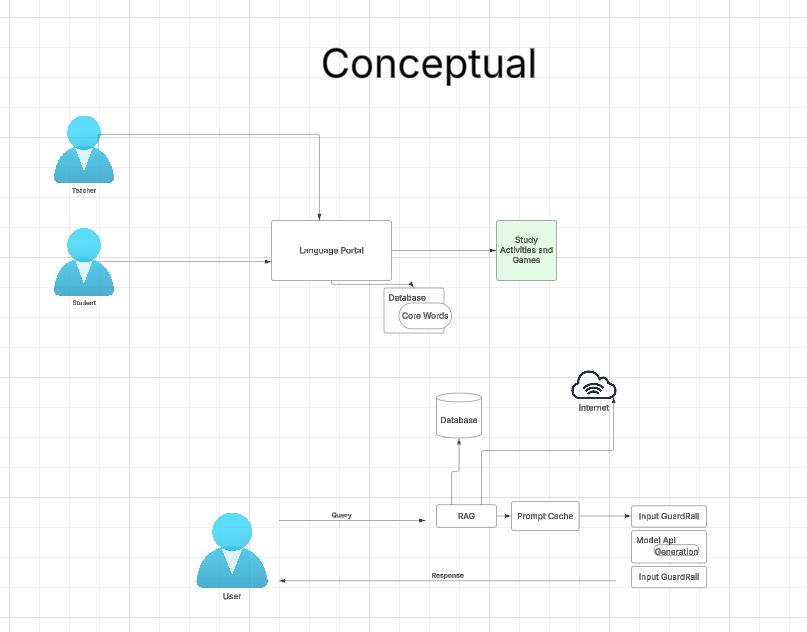 Conceptual
Teacher
Language Portal
Study
Activities and
Games
Student
Database
Core Words
Internet
Database
Query
RAG
Prompt Cache
Input GuardRail
Model Api
Generation
Response
Input GuardRail
User